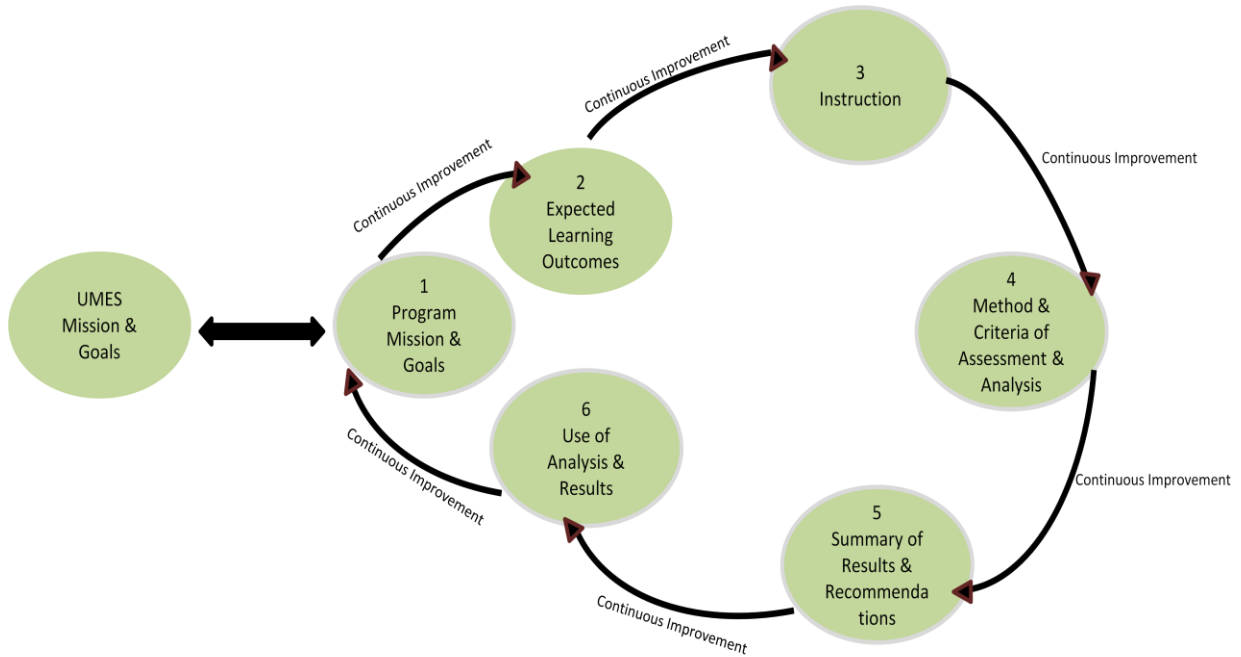 UMES
Mission &
Goals
1
Program
Mission &
Goals
Continuous Improvement
2
Expected
Learning
Outcomes
Continuous Improvement
3
Instruction
Continuous Improvement
4
Method &
Criteria of
Assessment &
Analysis
Continuous Improvement
5
Summary of
Results &
Recommenda
tions
Continuous Improvement
6
Use of
Analysis &
Results
Continuous Improvement